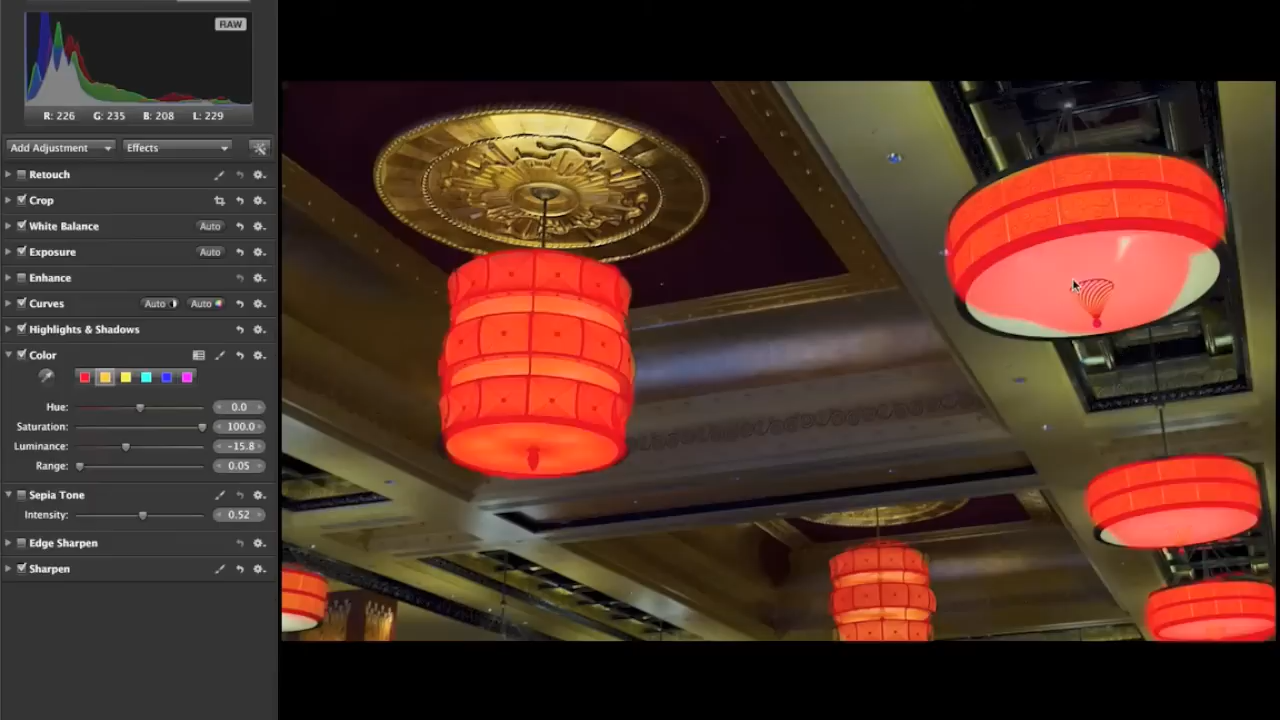 RAW
R: 226 G: 235 B: 208 L: 229
Add Adjustment Effects
Retouch
Crop
White Balance Auto
Exposure Auto
Enhance
Curves Auto Auto
Highlights & Shadows
Color
Hue: 0.0
Saturation: 100.0
Luminance: -15.8
Range: 0.05
Sepia Tone
Intensity: 0.52
Edge Sharpen
Sharpen